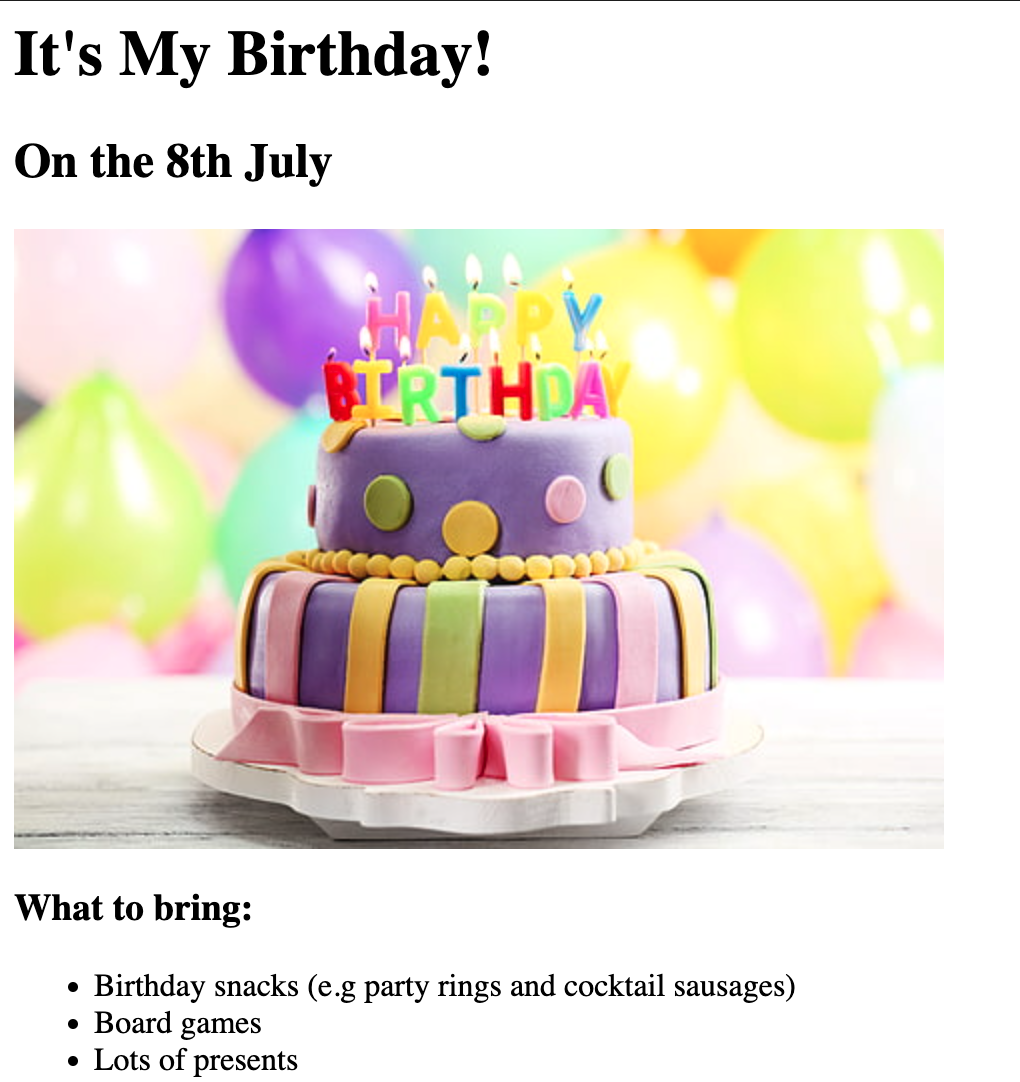 It's My Birthday!
On the 8th July
HAPPY
BIRTHDAY
What to bring:
Birthday snacks (e.g party rings and cocktail sausages)
Board games
Lots of presents